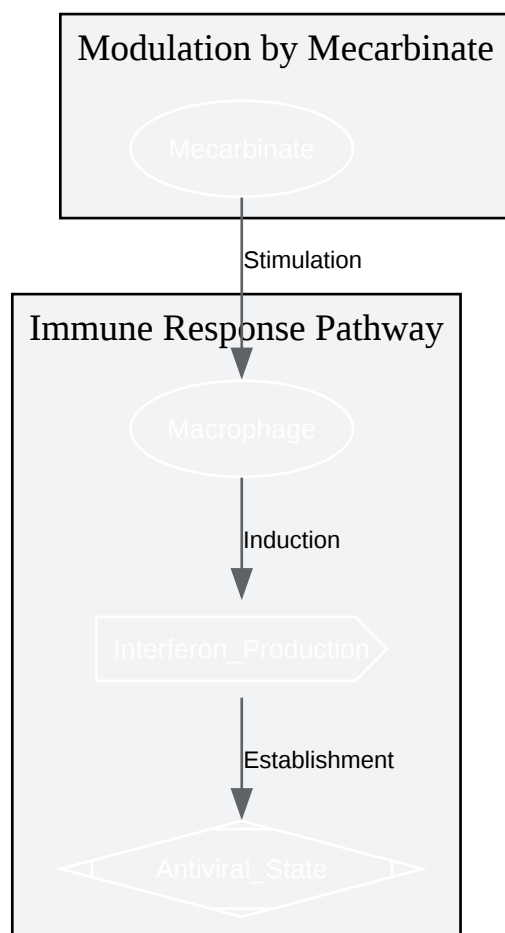 Modulation by Mecarbinate
Mecarbinate
Stimulation
Immune Response Pathway
Macrophage
Induction
Interferon_Production
Establishment
Antiviral_State